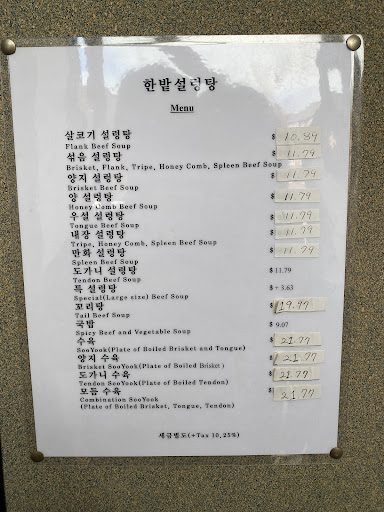 한밭설렁탕
Menu
살코기 설렁탕 $ 10.89
Flank Beef Soup
섞음 설렁탕 $ 11.79
Brisket, Flank, Tripe, Honey Comb, Spleen Beef Soup
양지 설렁탕 $ 11.79
Brisket Beef Soup
양 설렁탕 $ 11.79
Honey Comb Beef Soup
우설 설렁탕 $ 11.79
Tongue Beef Soup
내장 설렁탕 $ 11.79
Tripe, Honey Comb, Spleen Beef Soup
만화 설렁탕 $ 11.79
Spleen Beef Soup
도가니 설렁탕 $ 11.79
Tendon Beef Soup
특 설렁탕 $ + 3.63
Special(Large size) Beef Soup
꼬리탕 $ 19.97
Tail Beef Soup
국밥 $ 9.07
Spicy Beef and Vegetable Soup
수육 $ 21.77
SooYook(Plate of Boiled Brisket and Tongue)
양지 수육 $ 21.77
Brisket SooYook(Plate of Boiled Brisket)
도가니 수육 $ 21.77
Tendon SooYook(Plate of Boiled Tendon)
모듬 수육 $ 21.77
Combination SooYook
(Plate of Boiled Brisket, Tongue, Tendon)
세금별도(+Tax 10.25%)